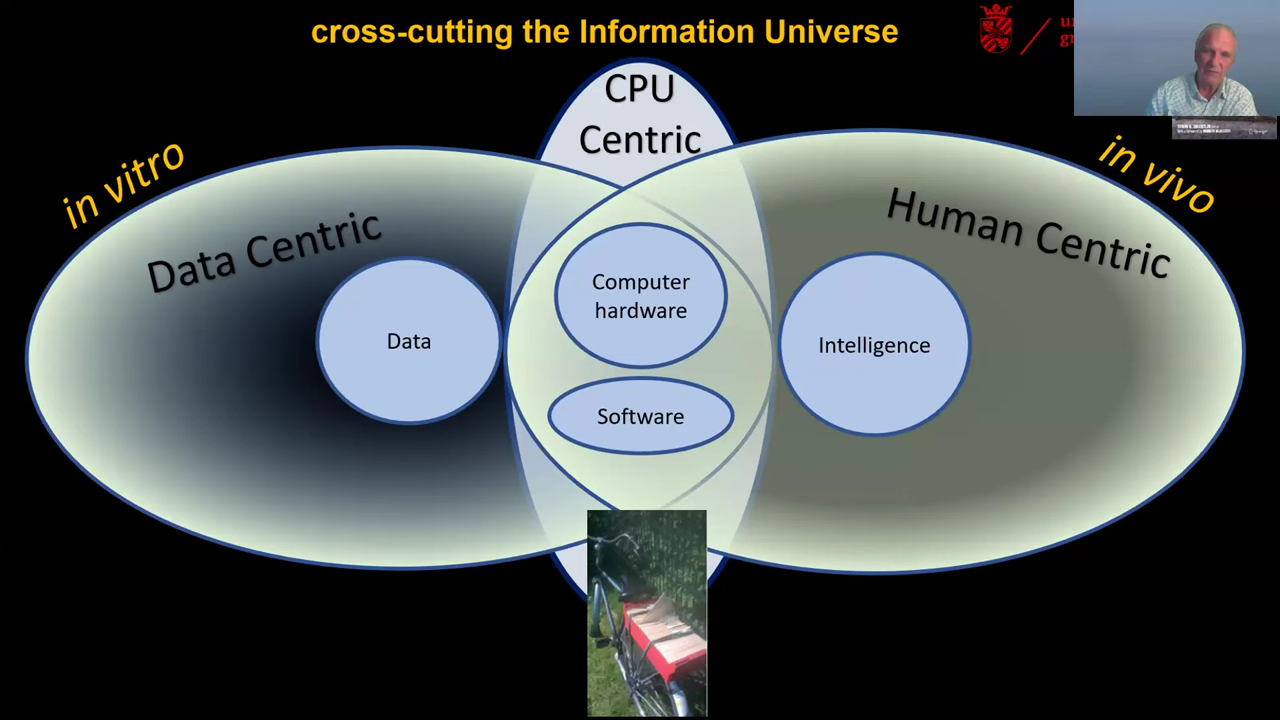 cross-cutting the Information Universe
CPU
Centric
in vitro
in vivo
Data Centric
Human Centric
Computer
hardware
Data
Intelligence
Software